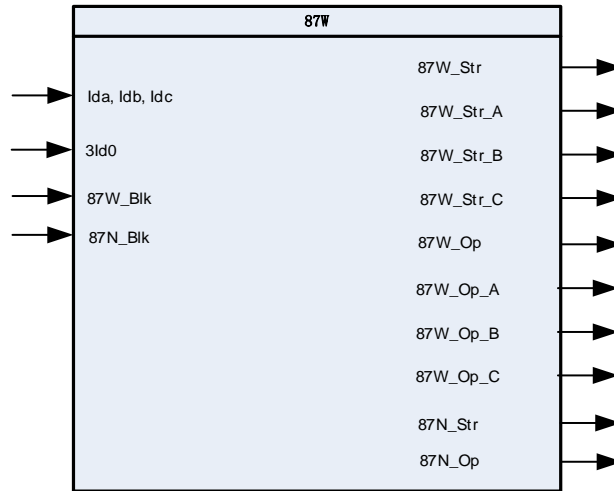 87W
Ida, Idb, Idc
3Id0
87W_Blk
87N_Blk
87W_Str
87W_Str_A
87W_Str_B
87W_Str_C
87W_Op
87W_Op_A
87W_Op_B
87W_Op_C
87N_Str
87N_Op